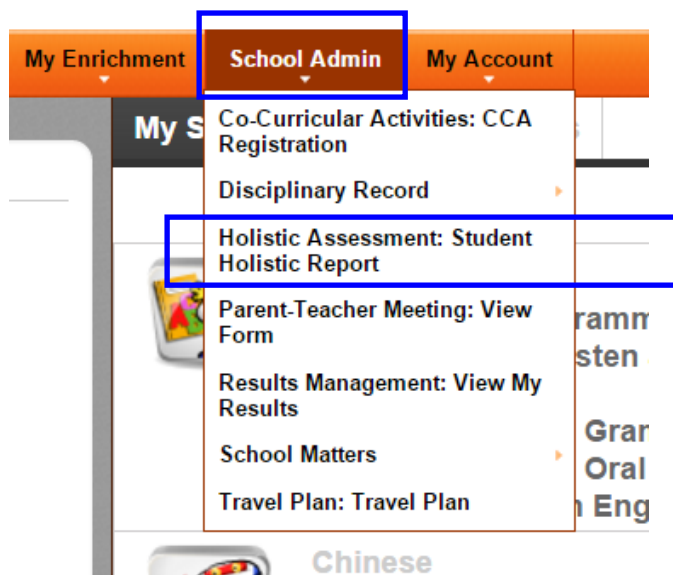 My Enrichment School Admin My Account
My S
Co-Curricular Activities: CCA
Registration
Disciplinary Record
Holistic Assessment: Student
Holistic Report
Parent-Teacher Meeting: View
Form
Results Management: View My
Results
School Matters
Travel Plan: Travel Plan
ramm
sten
Gran
Oral
Eng
Chinese